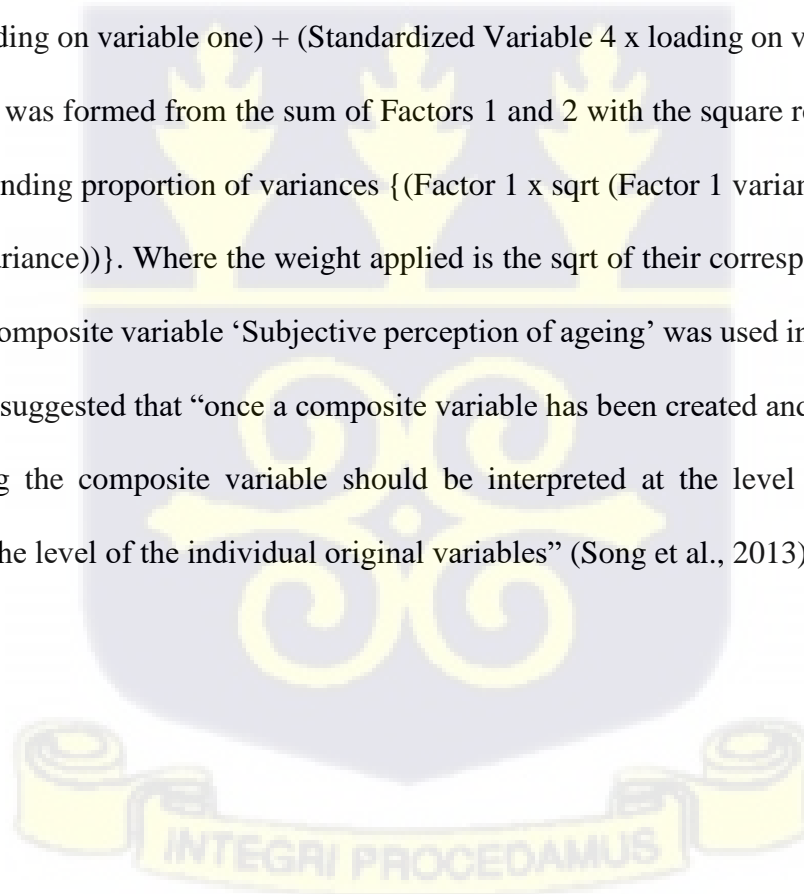 ding on variable one) + (Standardized Variable 4 x loading on v
was formed from the sum of Factors 1 and 2 with the square r
nding proportion of variances {(Factor 1 x sqrt (Factor 1 varian
riance))}. Where the weight applied is the sqrt of their corresp
omposite variable ‘Subjective perception of ageing’ was used in
suggested that “once a composite variable has been created and
g the composite variable should be interpreted at the level
he level of the individual original variables” (Song et al., 2013)
INTEGRI PROCEDAMUS